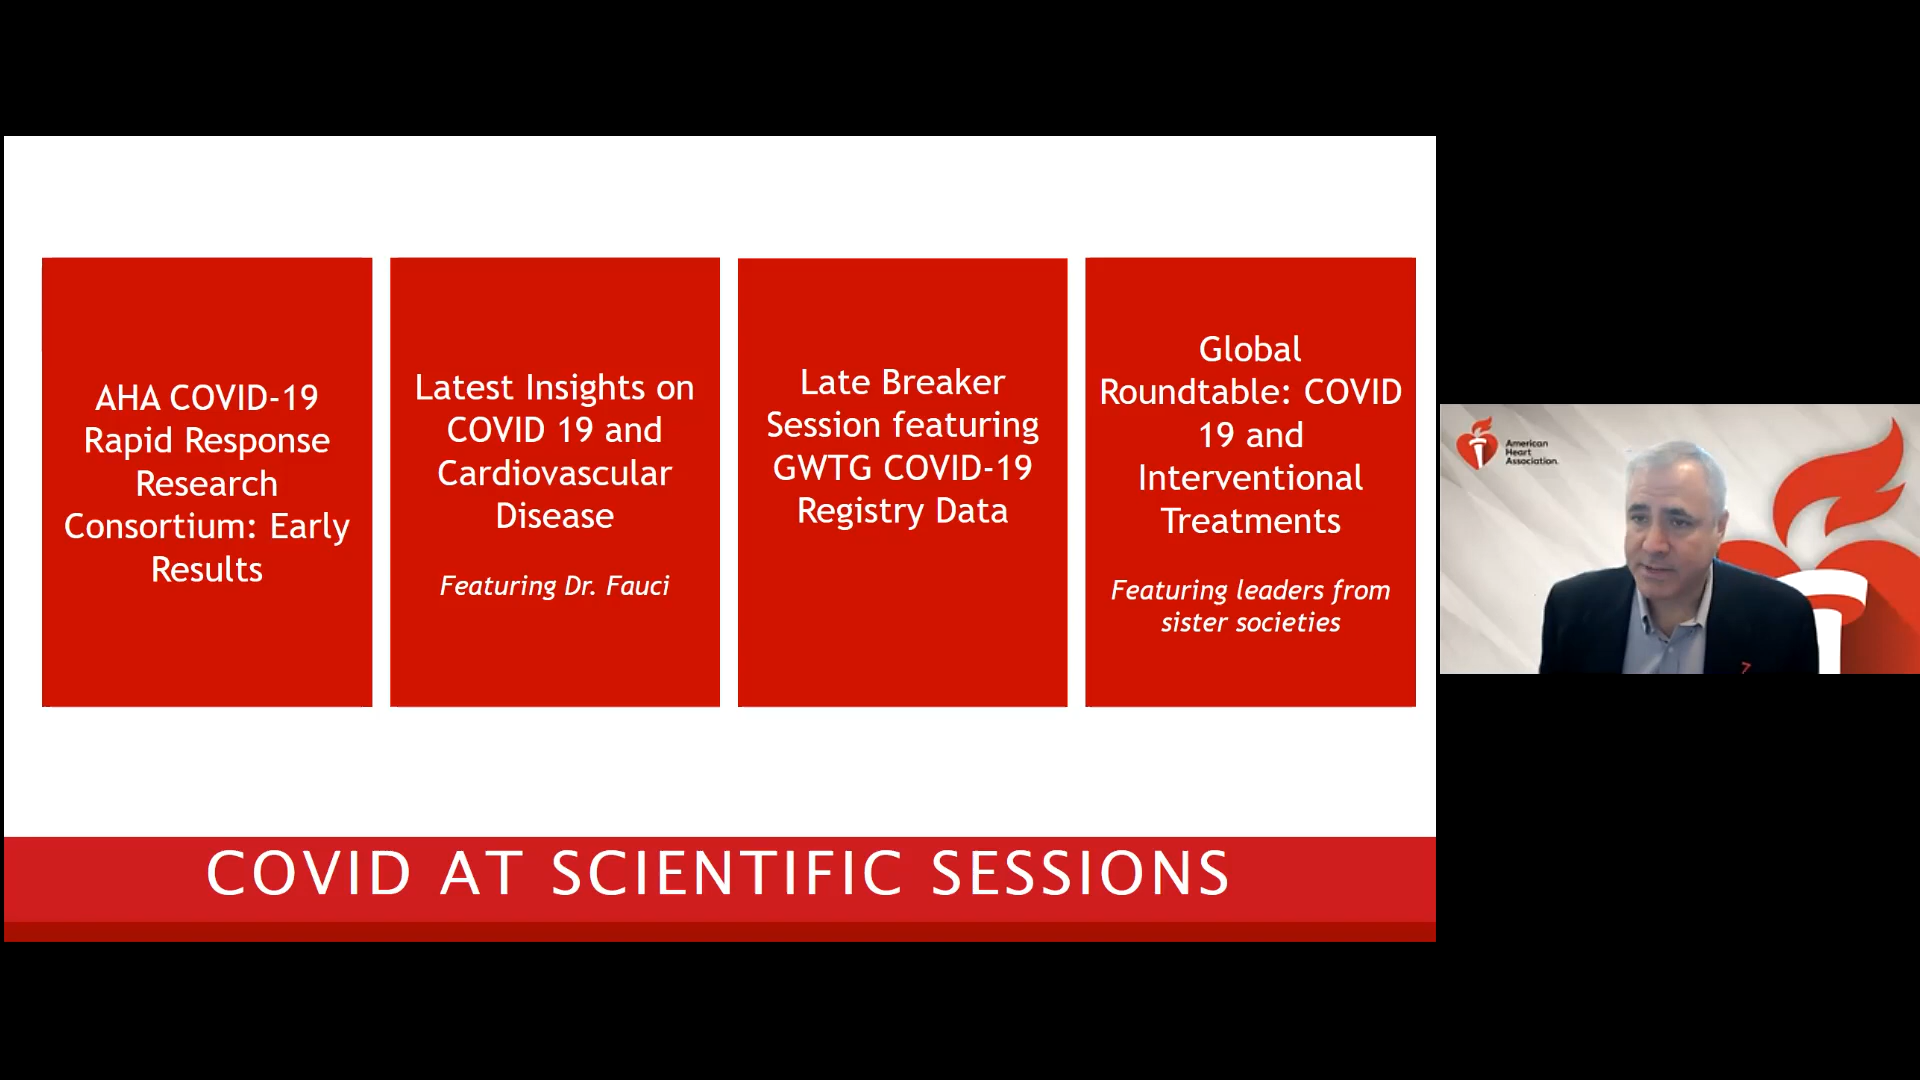 AHA COVID-19
Rapid Response
Research
Consortium: Early
Results
Latest Insights on
COVID 19 and
Cardiovascular
Disease
Featuring Dr. Fauci
Late Breaker
Session featuring
GWTG COVID-19
Registry Data
Global
Roundtable: COVID
19 and
Interventional
Treatments
Featuring leaders from
sister societies
COVID AT SCIENTIFIC SESSIONS
American
Heart
Association.